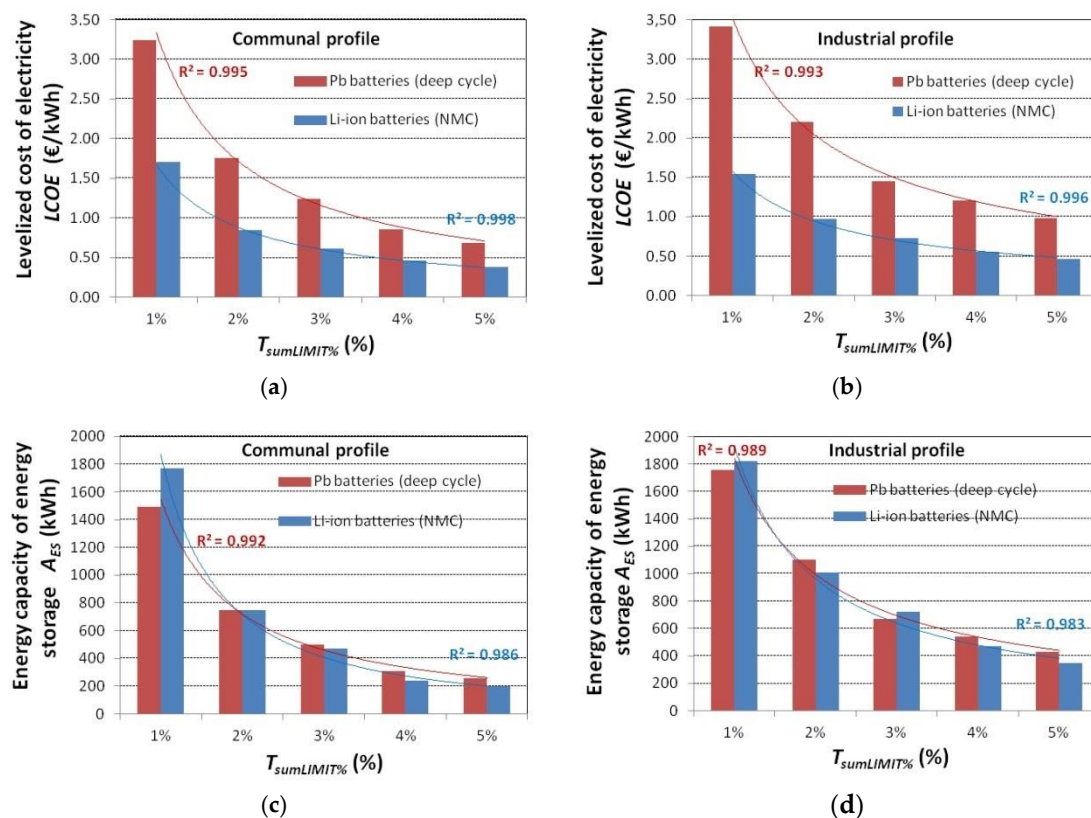 Levelized cost of electricity
LCOE (€/kWh)
3,50
3.00
2.50
2.00
1.50
1.00
0.50
0.00
Communal profile
R² = 0.995
Pb batteries (deep cycle)
Li-ion batteries (NMC)
R² = 0.998
1% 2% 3% 4% 5%
TsumLIMIT% (%)
(a)
Levelized cost of electricity
LCOE (€/kWh)
3.50
3.00
2.50
2.00
1.50
1.00
0.50
0.00
Industrial profile
R² = 0.993
Pb batteries (deep cycle)
Li-ion batteries (NMC)
R² = 0.996
1% 2% 3% 4% 5%
TsumLIMIT% (%)
(b)
Energy capacity of energy
storage AES (kWh)
2000
1800
1600
1400
1200
1000
800
600
400
200
0
Communal profile
Pb batteries (deep cycle)
LI-ion batteries (NMC)
R² = 0,992
R² = 0.986
1% 2% 3% 4% 5%
TsumLIMIT% (%)
(c)
Energy capacity of energy
storage AES (kWh)
2000
1800
1600
1400
1200
1000
800
600
400
200
0
Industrial profile
R² = 0.989
Pb batteries (deep cycle)
Li-ion batteries (NMC)
R² = 0,983
1% 2% 3% 4% 5%
TsumLIMIT% (%)
(d)